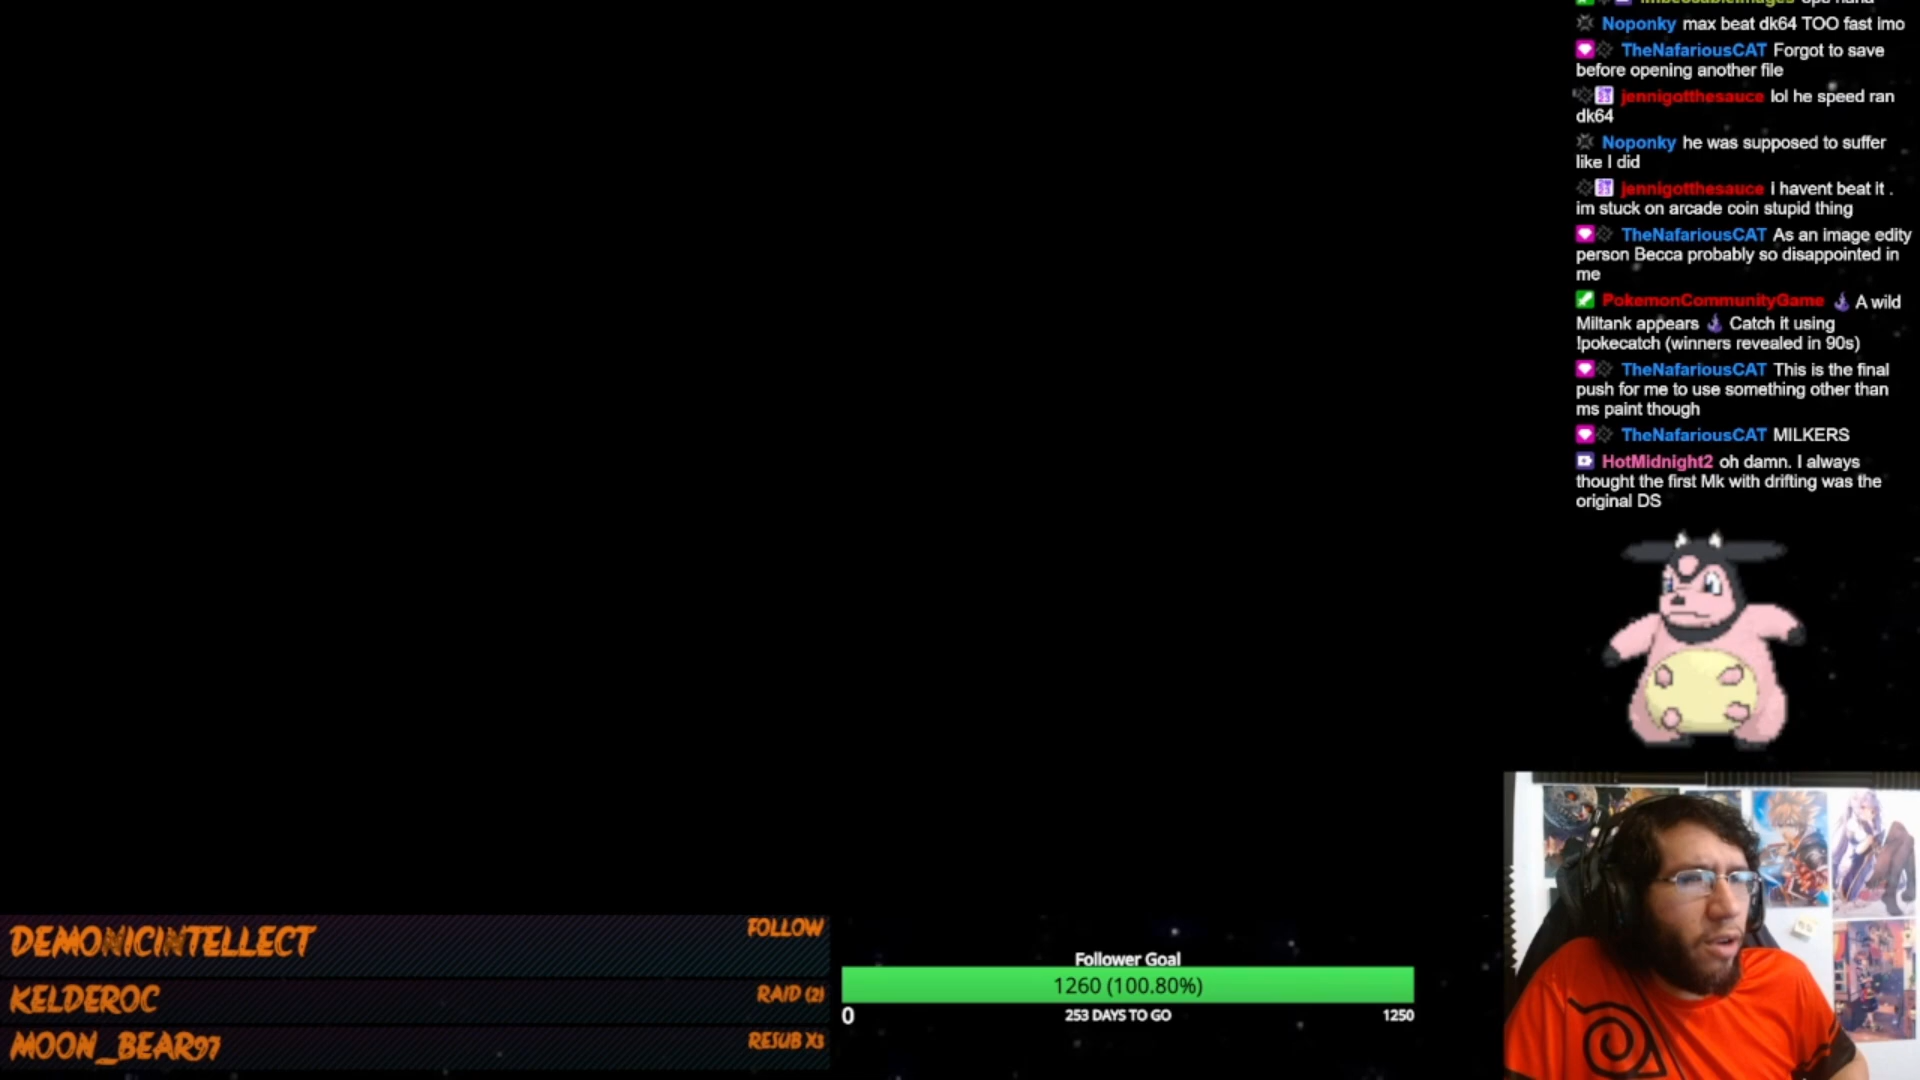 Noponky max beat dk64 TOO fast imo
TheNafariousCAT Forgot to save
before opening another file
jennigotthesauce lol he speed ran
dk64
Noponky he was supposed to suffer
like I did
jennigotthesauce i havent beat it .
im stuck on arcade coin stupid thing
TheNafariousCAT As an image edity
person Becca probably so disappointed in
me
PokemonCommunityGame A wild
Miltank appears Catch it using
!pokecatch (winners revealed in 90s)
TheNafariousCAT This is the final
push for me to use something other than
ms paint though
TheNafariousCAT MILKERS
HotMidnight2 oh damn. I always
thought the first Mk with drifting was the
original DS
DEMONICINTELLECT FOLLOW
KELDEROC RAID (2)
MOON_BEAR97 RESUB X3
Follower Goal
1260 (100.80%)
0 253 DAYS TO GO 1250